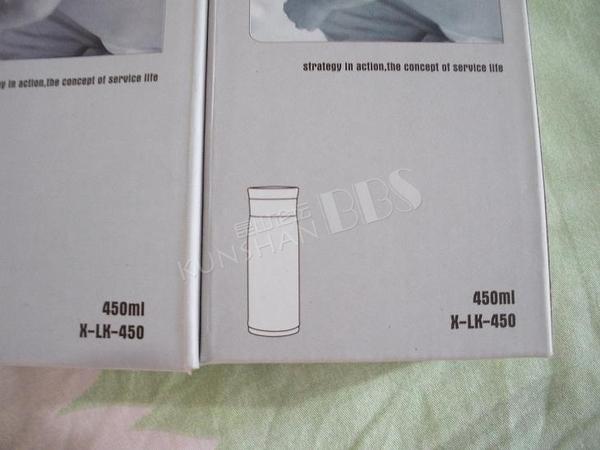 y in action,the concept of service life
450ml
X-LK-450
strategy in action,the concept of service life
450ml
X-LK-450
KUNSHAN BBS